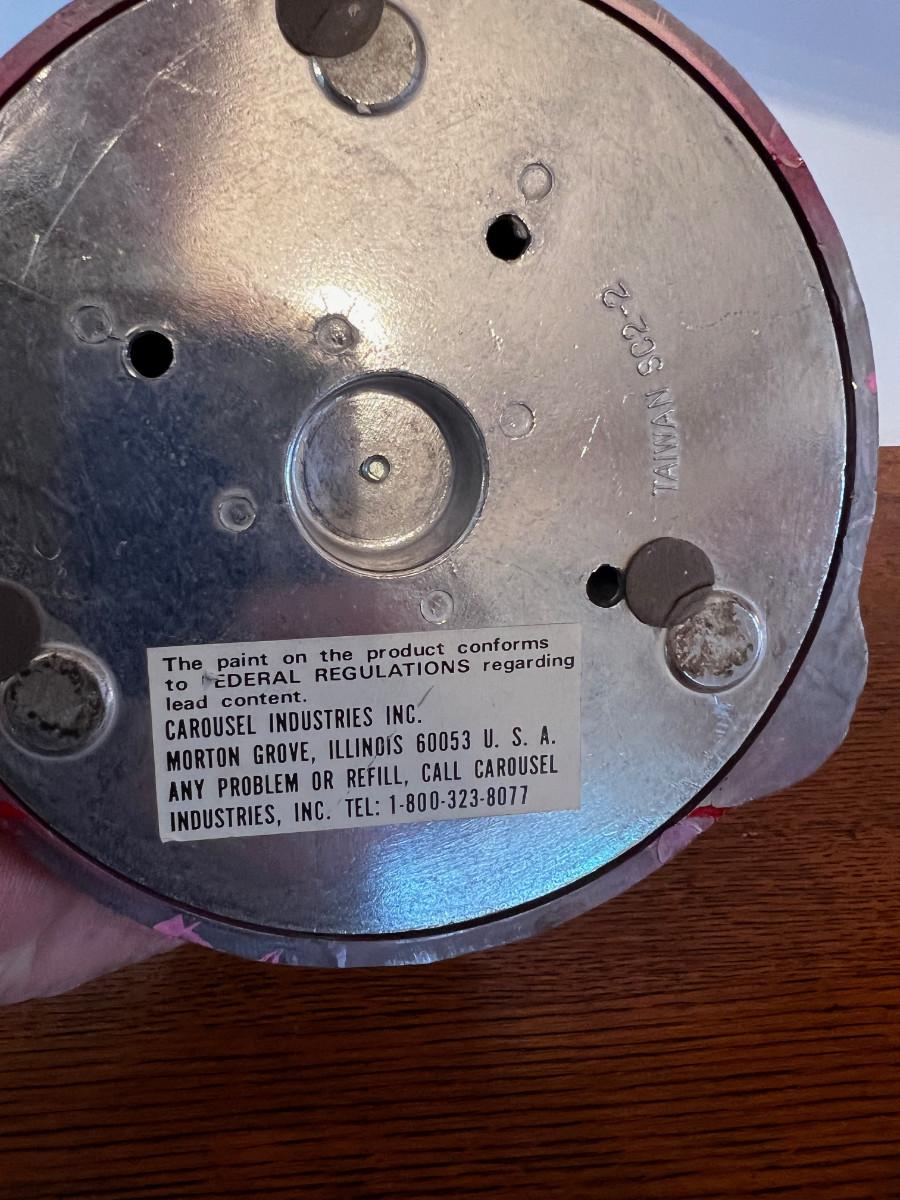 TAIWAN SC2-2
The paint on the product conforms
to EDERAL REGULATIONS regarding
lead content.
CAROUSEL INDUSTRIES INC.
MORTON GROVE, ILLINOIS 60053 U. S. A.
ANY PROBLEM OR REFILL, CALL CAROUSEL
INDUSTRIES, INC. TEL: 1-800-323-8077